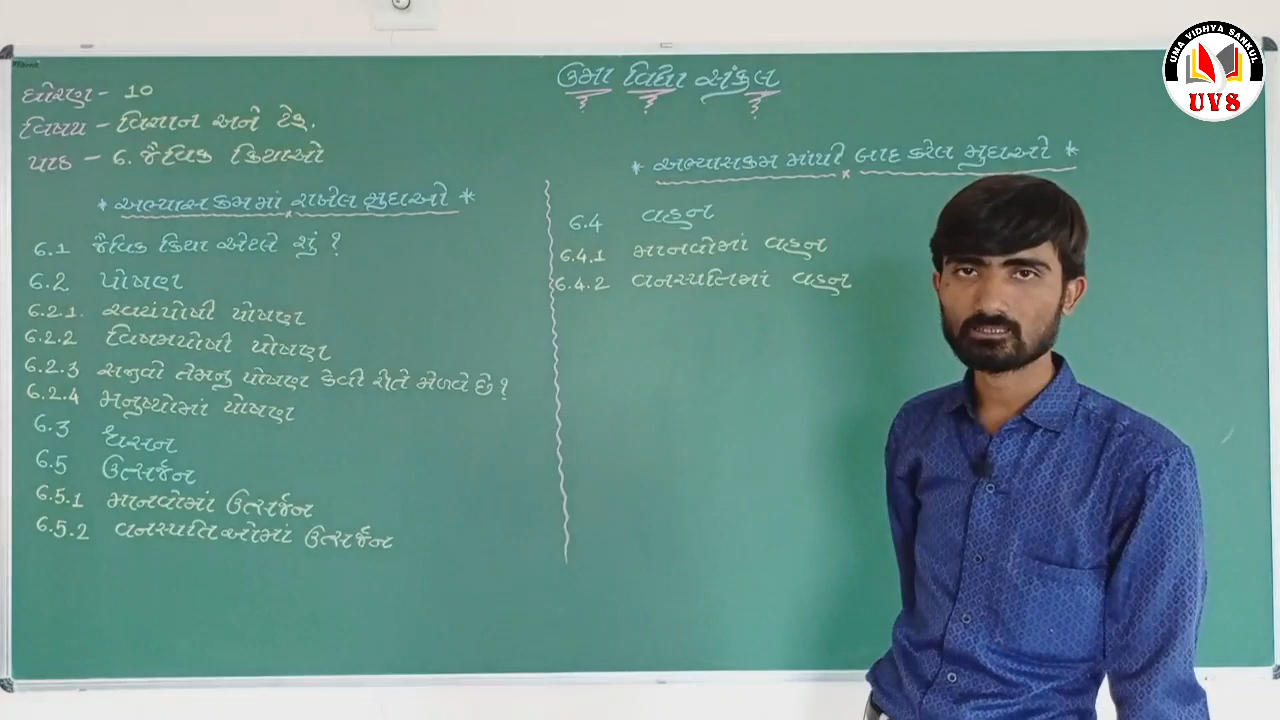 ઉમા વિદ્યા સંકુલ
ધોરણ - 10
વિષય - વિજ્ઞાન અને ટેક.
પાઠ - 6. જૈવિક ક્રિયાઓ
* અભ્યાસક્રમમાં રાખેલ મુદ્દાઓ *
6.1 જૈવિક ક્રિયા એટલે શું ?
6.2 પોષણ
6.2.1. સ્વયંપોષી પોષણ
6.2.2 વિષમપોષી પોષણ
6.2.3 સજીવો તેમનુ પોષણ કેવી રીતે મેળવે છે ?
6.2.4 મનુષ્યોમાં પોષણ
6.3 શ્વસન
6.5 ઉત્સર્જન
6.5.1 માનવોમાં ઉત્સર્જન
6.5.2 વનસ્પતિઓમાં ઉત્સર્જન
* અભ્યાસક્રમ માંથી બાદ કરેલ મુદ્દાઓ *
6.4 વહન
6.4.1 માનવોમાં વહન
6.4.2 વનસ્પતિમાં વહન
UMA VIDHYA SANKUL
UVS